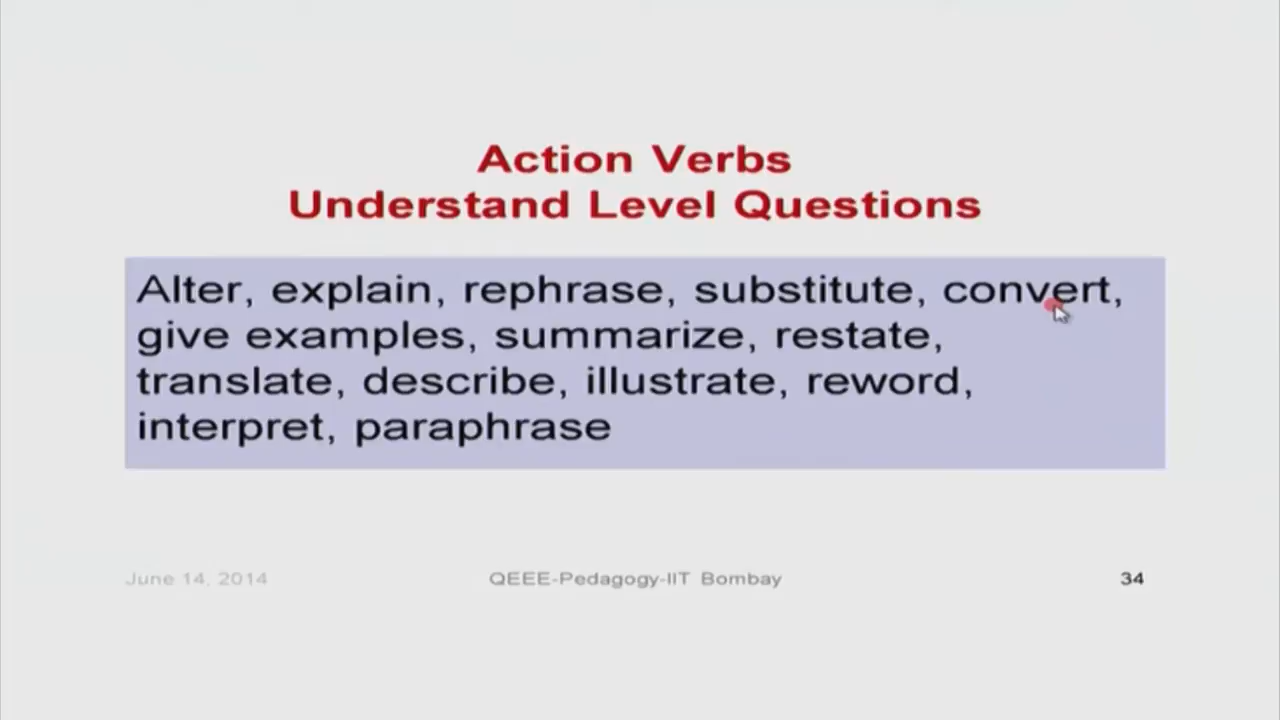 Action Verbs
Understand Level Questions
Alter, explain, rephrase, substitute, convert,
give examples, summarize, restate,
translate, describe, illustrate, reword,
interpret, paraphrase
June 14, 2014
QEEE-Pedagogy-IIT Bombay
34